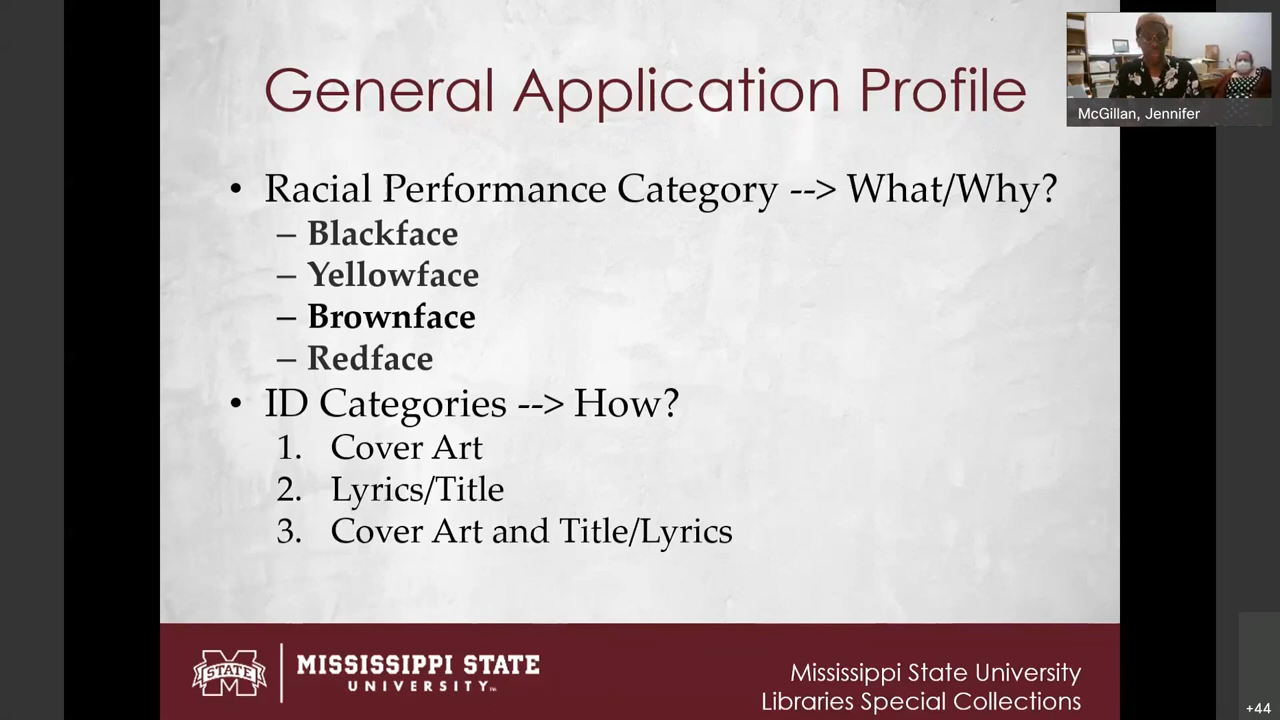 General Application Profile
McGillan, Jennifer
• Racial Performance Category --> What/Why?
– Blackface
– Yellowface
– Brownface
– Redface
• ID Categories --> How?
1. Cover Art
2. Lyrics/Title
3. Cover Art and Title/Lyrics
STATE
MISSISSIPPI STATE
UNIVERSITY™
Mississippi State University
Libraries Special Collections
+44